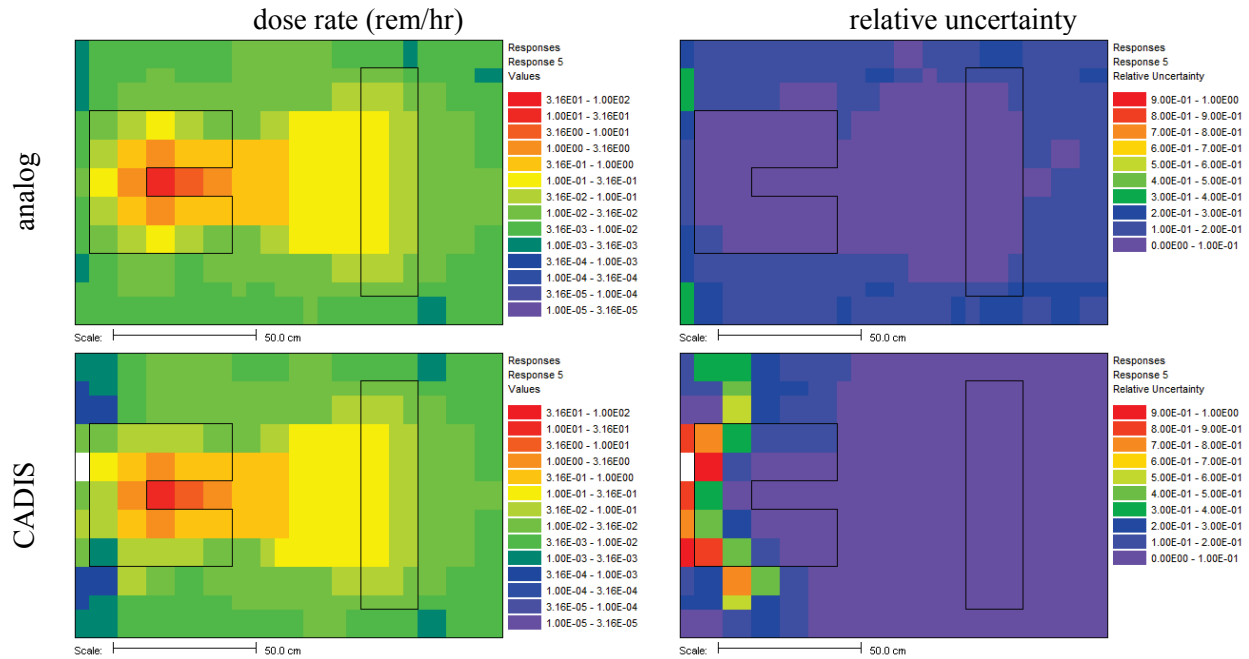 dose rate (rem/hr)
relative uncertainty
analog
Responses
Response 5
Values
3.16E01 - 1.00E02
1.00E01 - 3.16E01
3.16E00 - 1.00E01
1.00E00 - 3.16E00
3.16E-01 - 1.00E00
1.00E-01 - 3.16E-01
3.16E-02 - 1.00E-01
1.00E-02 - 3.16E-02
3.16E-03 - 1.00E-02
1.00E-03 - 3.16E-03
3.16E-04 - 1.00E-03
1.00E-04 - 3.16E-04
3.16E-05 - 1.00E-04
1.00E-05 - 3.16E-05
Scale: 50.0 cm
Responses
Response 5
Relative Uncertainty
9.00E-01 - 1.00E00
8.00E-01 - 9.00E-01
7.00E-01 - 8.00E-01
6.00E-01 - 7.00E-01
5.00E-01 - 6.00E-01
4.00E-01 - 5.00E-01
3.00E-01 - 4.00E-01
2.00E-01 - 3.00E-01
1.00E-01 - 2.00E-01
0.00E00 - 1.00E-01
Scale: 50.0 cm
CADIS
Responses
Response 5
Values
3.16E01 - 1.00E02
1.00E01 - 3.16E01
3.16E00 - 1.00E01
1.00E00 - 3.16E00
3.16E-01 - 1.00E00
1.00E-01 - 3.16E-01
3.16E-02 - 1.00E-01
1.00E-02 - 3.16E-02
3.16E-03 - 1.00E-02
1.00E-03 - 3.16E-03
3.16E-04 - 1.00E-03
1.00E-04 - 3.16E-04
3.16E-05 - 1.00E-04
1.00E-05 - 3.16E-05
Scale: 50.0 cm
Responses
Response 5
Relative Uncertainty
9.00E-01 - 1.00E00
8.00E-01 - 9.00E-01
7.00E-01 - 8.00E-01
6.00E-01 - 7.00E-01
5.00E-01 - 6.00E-01
4.00E-01 - 5.00E-01
3.00E-01 - 4.00E-01
2.00E-01 - 3.00E-01
1.00E-01 - 2.00E-01
0.00E00 - 1.00E-01
Scale: 50.0 cm